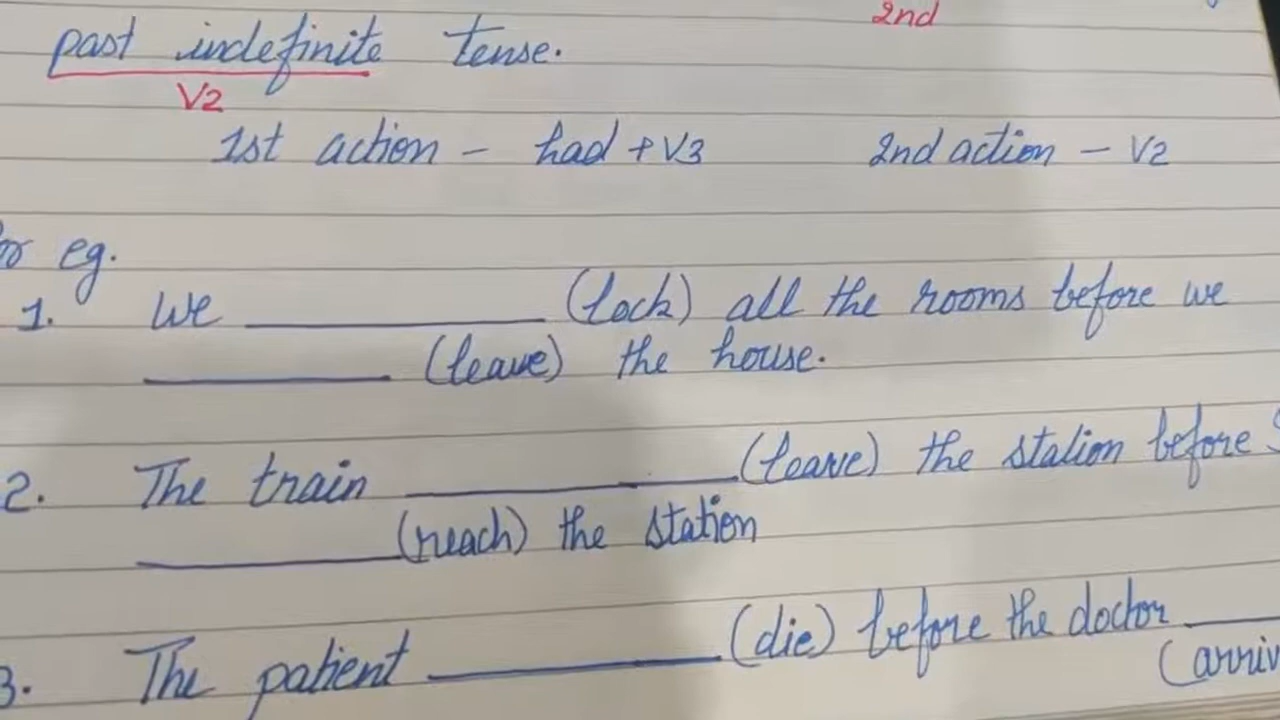 2nd
past indefinite tense.
V2
1st action - had + V3 2nd action - V2
eg.
1. We ________ (lock) all the rooms before we
________ (leave) the house.
2. The train ________ (leave) the station before
________ (reach) the station
3. The patient ________ (die) before the doctor ____